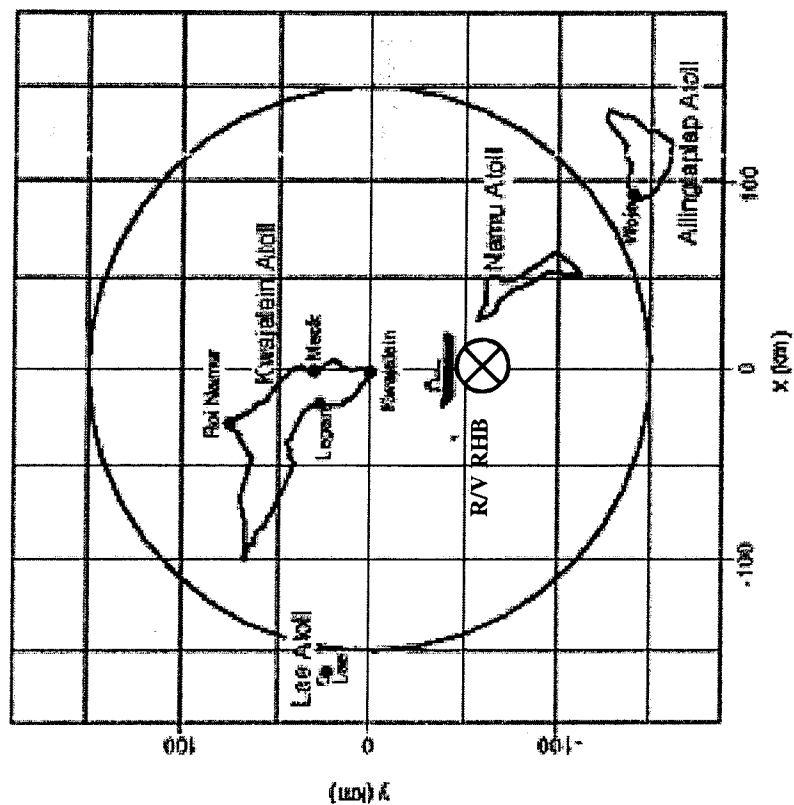 Kwajalein Atoll
Roi Namur
Meck
Legan
Kwajalein
Lae Atoll
Lae
R/V RHB
Namu Atoll
Woja
Ailinglaplap Atoll
100
0
-100
y (km)
-100
0
100
x (km)